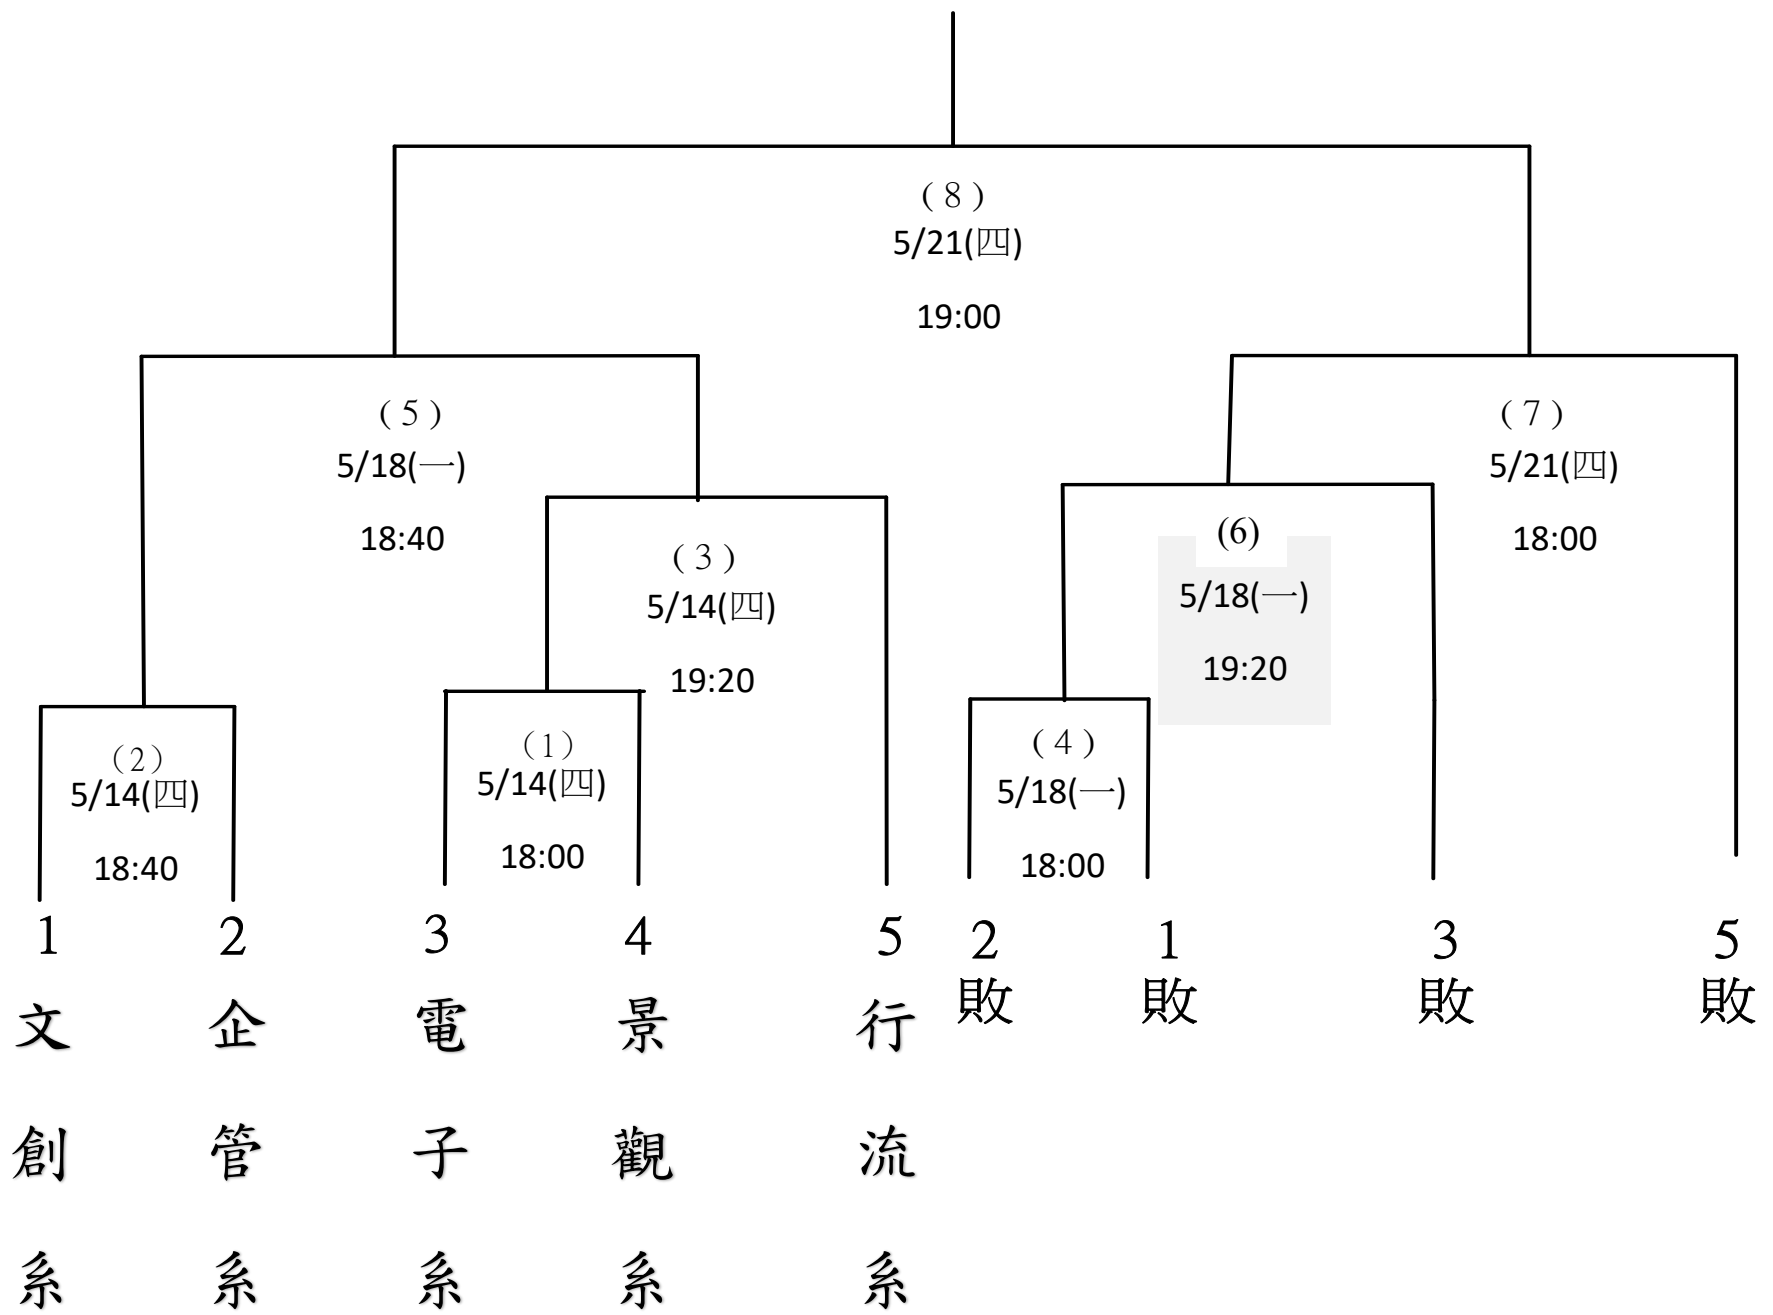 （8）
5/21(四)
19:00
（5）
5/18(一)
18:40
（7）
5/21(四)
18:00
（3）
5/14(四)
19:20
(6)
5/18(一)
19:20
（2）
5/14(四)
18:40
（1）
5/14(四)
18:00
（4）
5/18(一)
18:00
1
文創系
2
企管系
3
電子系
4
景觀系
5
行流系
2
敗
1
敗
3
敗
5
敗